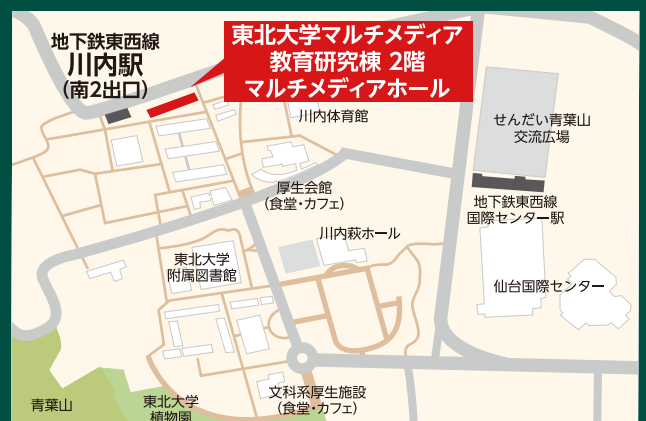 地下鉄東西線
川内駅
（南2出口）
東北大学マルチメディア
教育研究棟 2階
マルチメディアホール
川内体育館
せんだい青葉山
交流広場
厚生会館
（食堂・カフェ）
地下鉄東西線
国際センター駅
川内萩ホール
東北大学
附属図書館
仙台国際センター
文科系厚生施設
（食堂・カフェ）
青葉山
東北大学
植物園